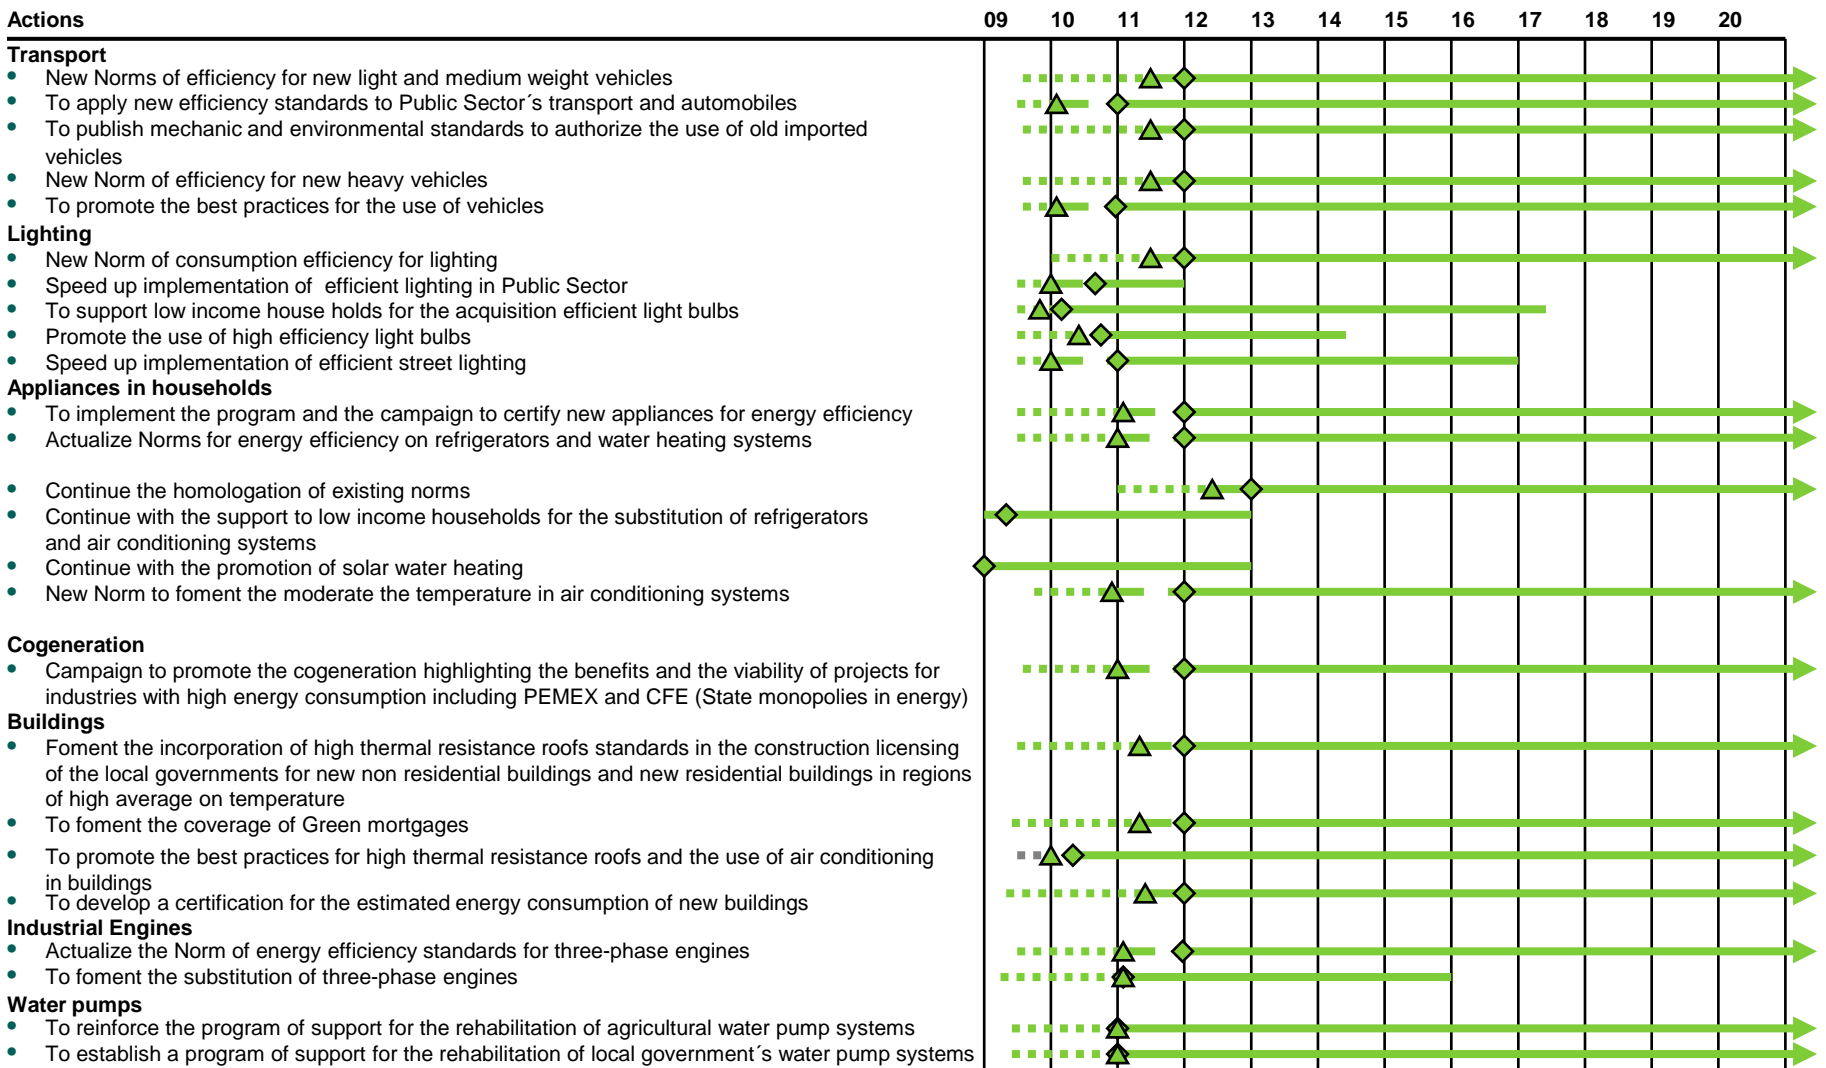 Actions 09 10 11 12 13 14 15 16 17 18 19 20
Transport
• New Norms of efficiency for new light and medium weight vehicles
• To apply new efficiency standards to Public Sector´s transport and automobiles
• To publish mechanic and environmental standards to authorize the use of old imported
vehicles
• New Norm of efficiency for new heavy vehicles
• To promote the best practices for the use of vehicles
Lighting
• New Norm of consumption efficiency for lighting
• Speed up implementation of efficient lighting in Public Sector
• To support low income house holds for the acquisition efficient light bulbs
• Promote the use of high efficiency light bulbs
• Speed up implementation of efficient street lighting
Appliances in households
• To implement the program and the campaign to certify new appliances for energy efficiency
• Actualize Norms for energy efficiency on refrigerators and water heating systems
• Continue the homologation of existing norms
• Continue with the support to low income households for the substitution of refrigerators
and air conditioning systems
• Continue with the promotion of solar water heating
• New Norm to foment the moderate the temperature in air conditioning systems
Cogeneration
• Campaign to promote the cogeneration highlighting the benefits and the viability of projects for
industries with high energy consumption including PEMEX and CFE (State monopolies in energy)
Buildings
• Foment the incorporation of high thermal resistance roofs standards in the construction licensing
of the local governments for new non residential buildings and new residential buildings in regions
of high average on temperature
• To foment the coverage of Green mortgages
• To promote the best practices for high thermal resistance roofs and the use of air conditioning
in buildings
• To develop a certification for the estimated energy consumption of new buildings
Industrial Engines
• Actualize the Norm of energy efficiency standards for three-phase engines
• To foment the substitution of three-phase engines
Water pumps
• To reinforce the program of support for the rehabilitation of agricultural water pump systems
• To establish a program of support for the rehabilitation of local government´s water pump systems